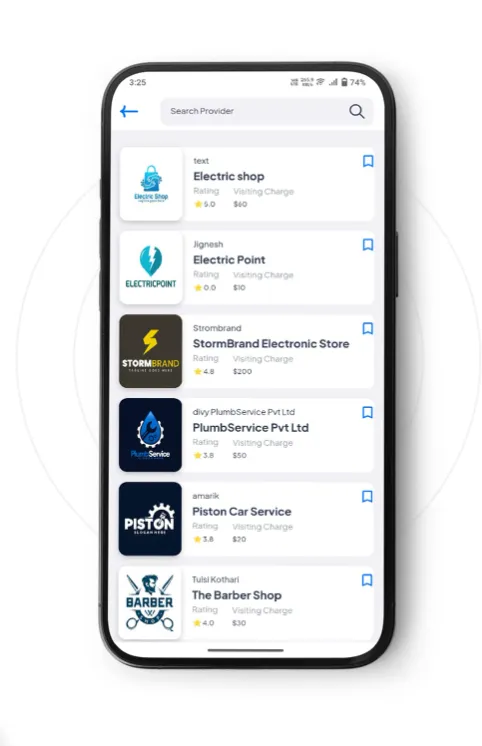 3:25
74%
Search Provider
text
Electric shop
Rating Visiting Charge
5.0 $60
Electric Shop
Jignesh
Electric Point
Rating Visiting Charge
0.0 $10
ELECTRICPOINT
Strombrand
StormBrand Electronic Store
Rating Visiting Charge
4.8 $200
STORMBRAND
divy PlumbService Pvt Ltd
PlumbService Pvt Ltd
Rating Visiting Charge
3.8 $50
PlumbService
amarik
Piston Car Service
Rating Visiting Charge
3.8 $20
PISTON
SLOGAN HERE
Tulsi Kothari
The Barber Shop
Rating Visiting Charge
4.0 $30
BARBER